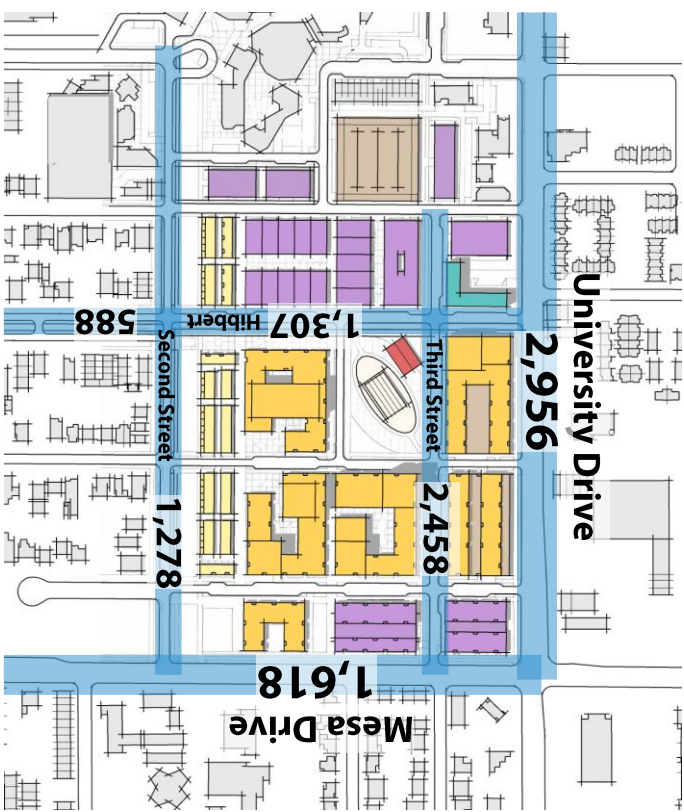 588
Hibbert
1,307
Second Street
1,278
Third Street
2,458
University Drive
2,956
1,618
Mesa Drive